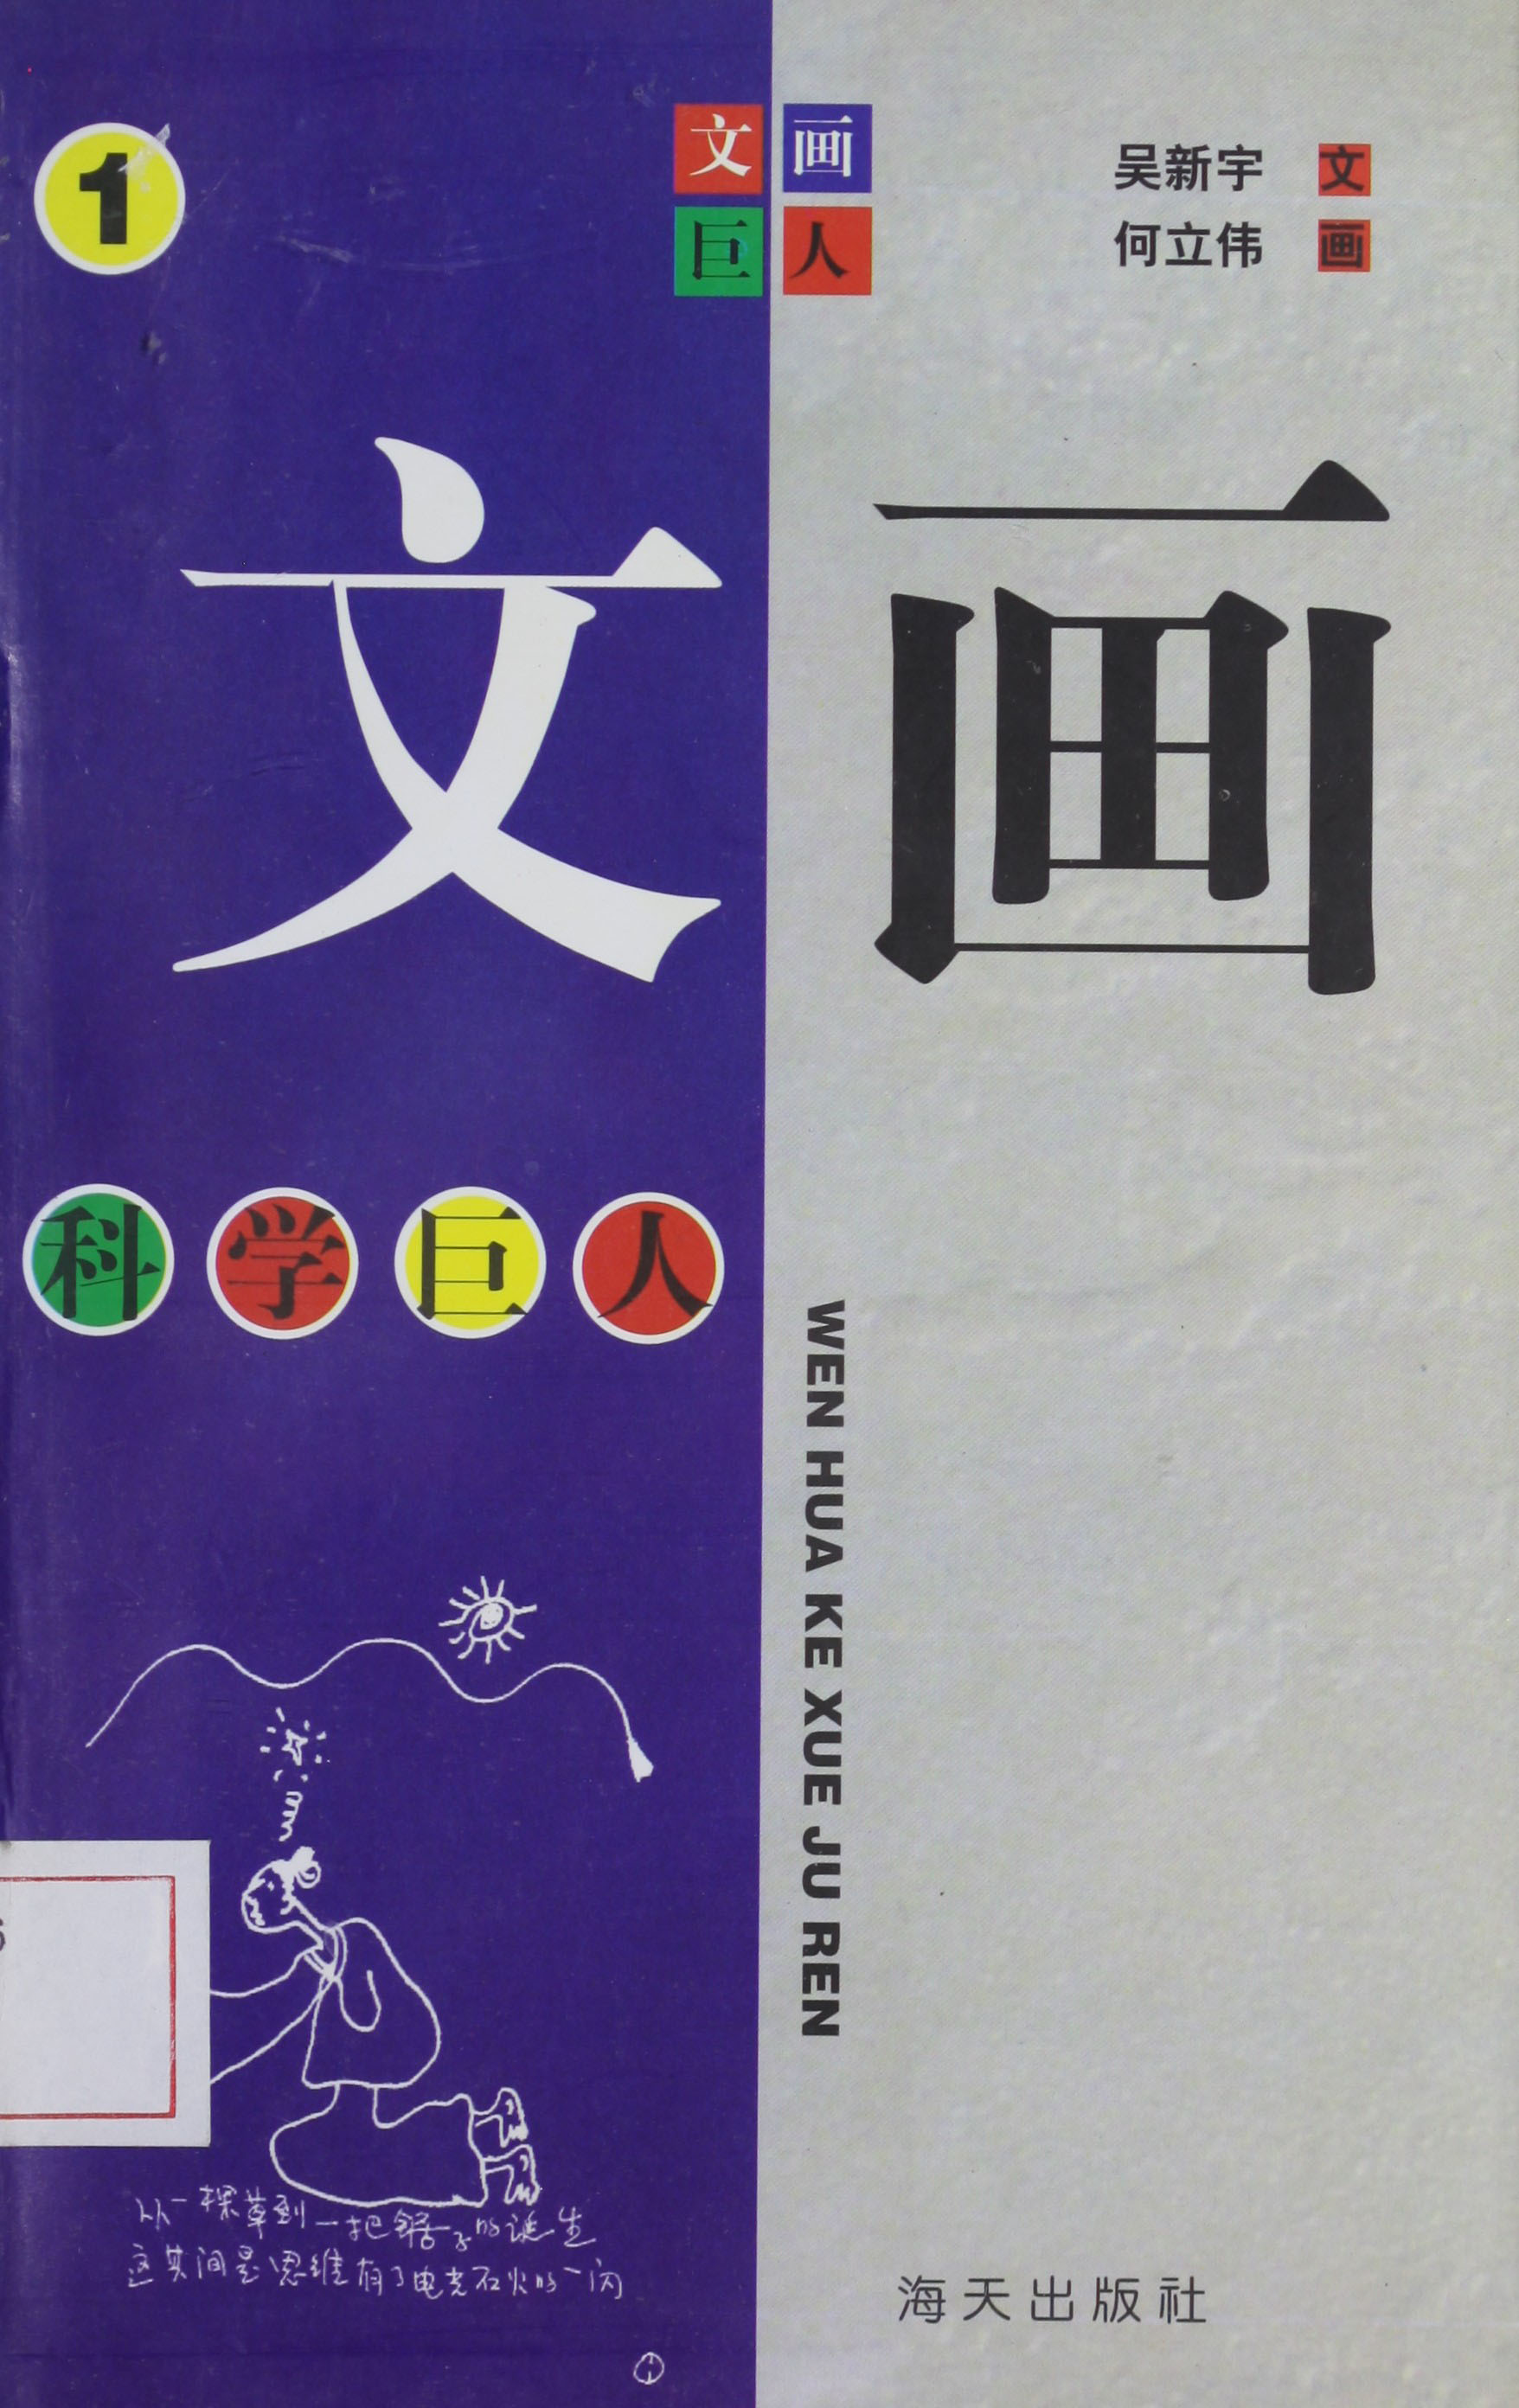 1
文画
巨人
吴新宇 文
何立伟 画
文画
科学巨人
WEN HUA KE XUE JU REN
从一棵草到一把锯子的诞生
这其间是思维有了电光石火的一闪
海天出版社